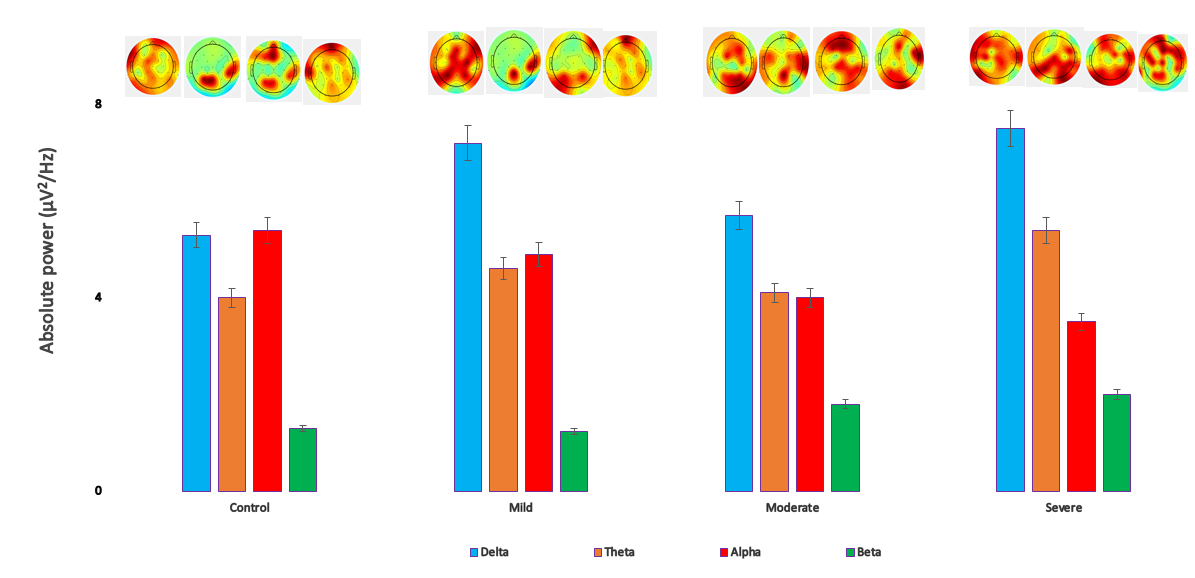 8
Absolute power (µV²/Hz)
4
0
Control Mild Moderate Severe
Delta Theta Alpha Beta